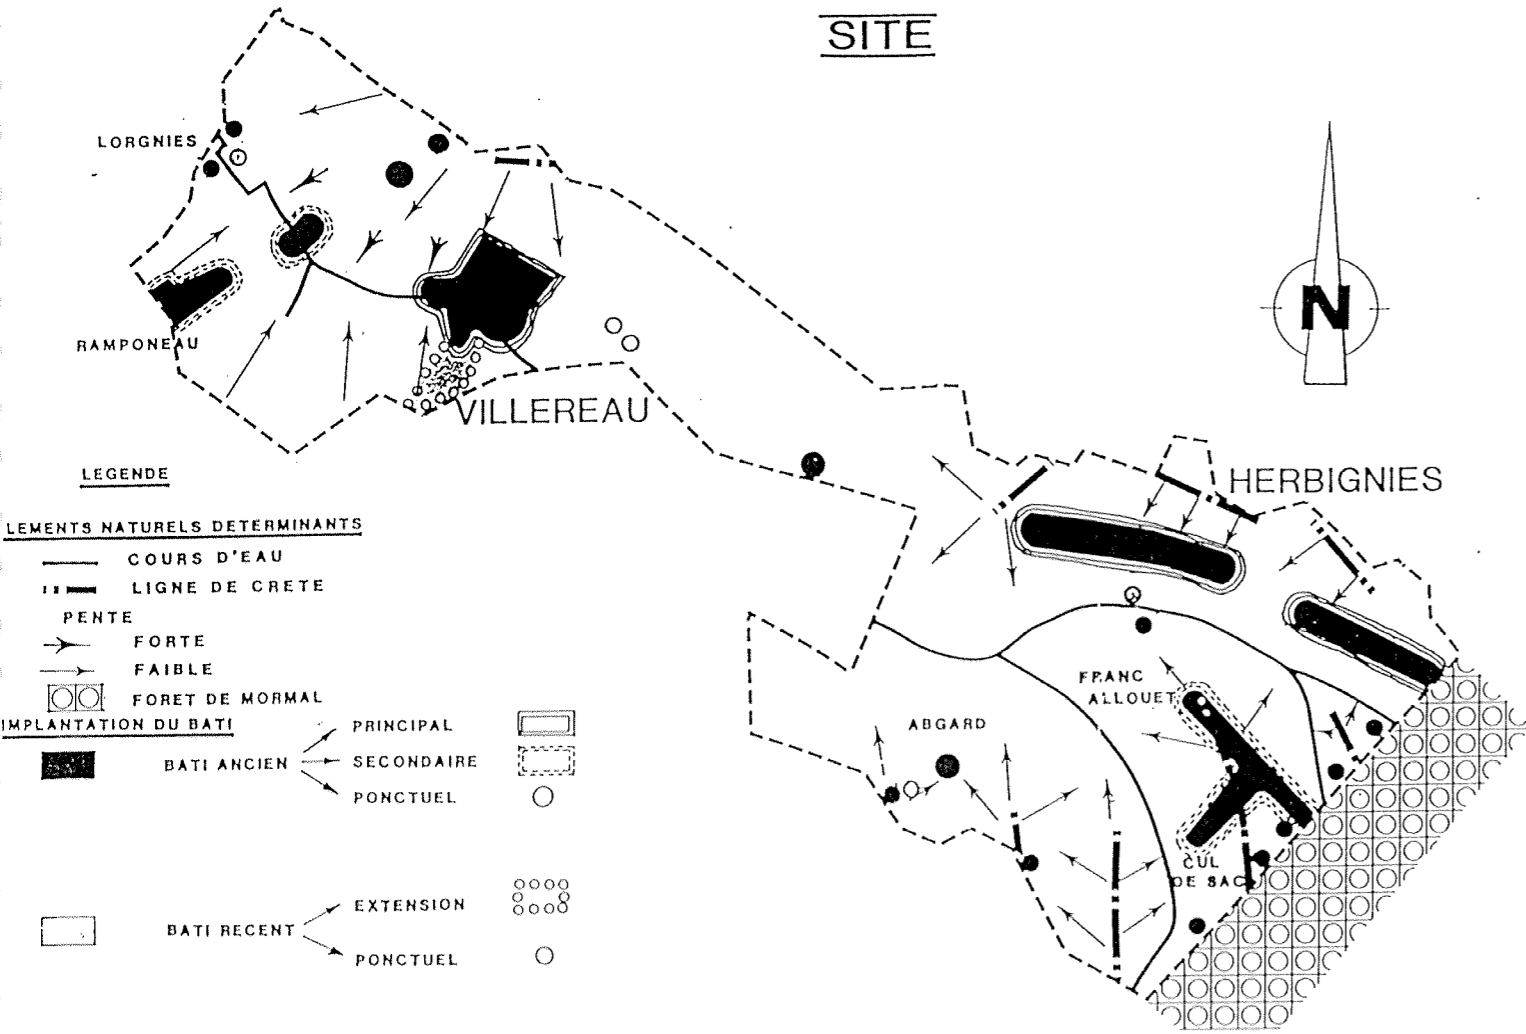 SITE
LORGNIES
RAMPONEAU
VILLEREAU
N
HERBIGNIES
FRANC
ALLOUET
ABGARD
CUL
DE SAC
LEGENDE
LEMENTS NATURELS DETERMINANTS
COURS D'EAU
LIGNE DE CRETE
PENTE
FORTE
FAIBLE
FORET DE MORMAL
IMPLANTATION DU BATI
BATI ANCIEN
PRINCIPAL
SECONDAIRE
PONCTUEL
BATI RECENT
EXTENSION
PONCTUEL